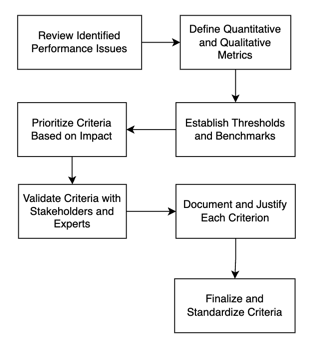 Review Identified
Performance Issues
Define Quantitative
and Qualitative
Metrics
Establish Thresholds
and Benchmarks
Prioritize Criteria
Based on Impact
Validate Criteria with
Stakeholders and
Experts
Document and Justify
Each Criterion
Finalize and
Standardize Criteria